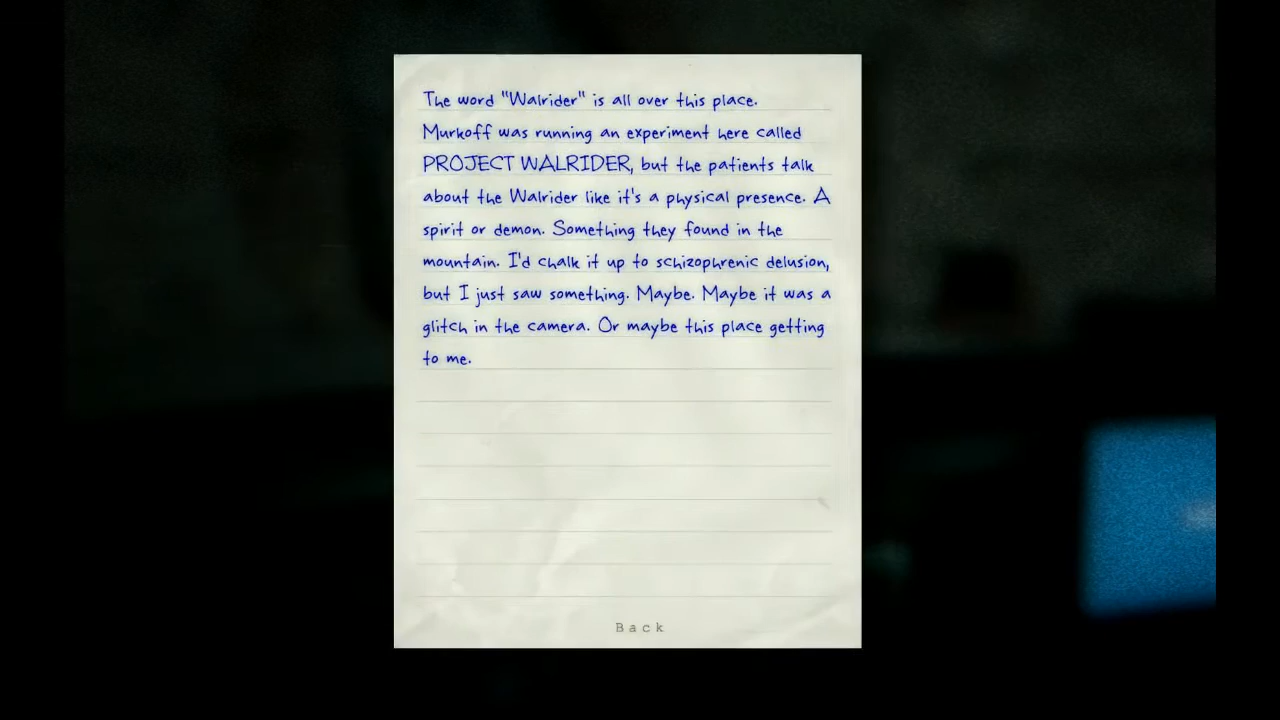 The word "Walrider" is all over this place.
Murkoff was running an experiment here called
PROJECT WALRIDER, but the patients talk
about the Walrider like it's a physical presence. A
spirit or demon. Something they found in the
mountain. I'd chalk it up to schizophrenic delusion,
but I just saw something. Maybe. Maybe it was a
glitch in the camera. Or maybe this place getting
to me.
Back